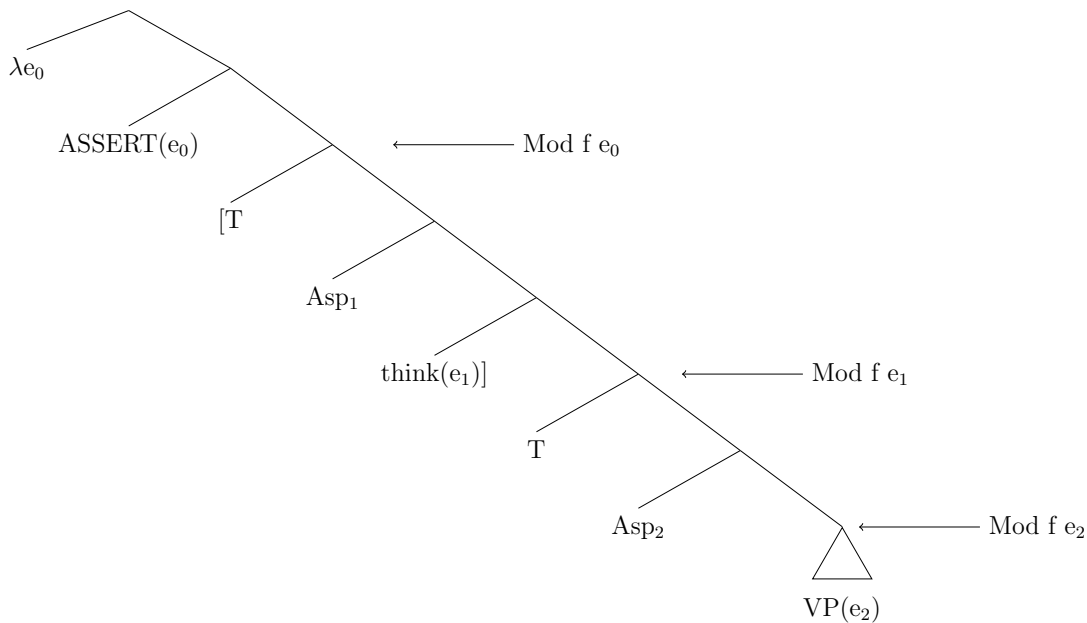 λe₀
ASSERT(e₀)
Mod f e₀
[T
Asp₁
think(e₁)]
Mod f e₁
T
Asp₂
Mod f e₂
VP(e₂)